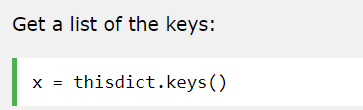 Get a list of the keys:
x = thisdict.keys()